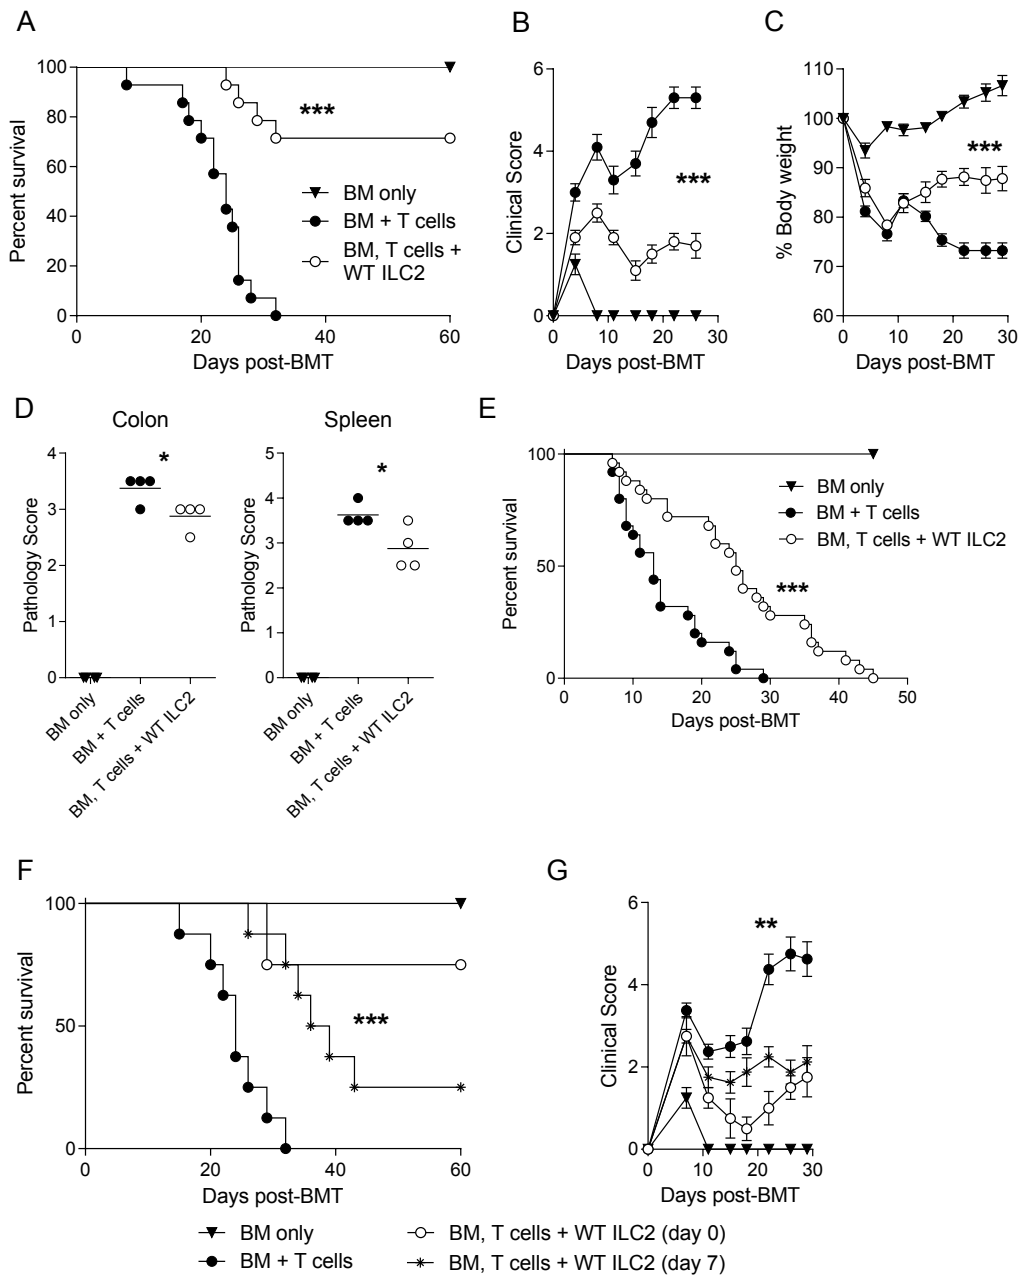 A
100
80
60
40
20
0
Percent survival
0 20 40 60
Days post-BMT
***
BM only
BM + T cells
BM, T cells +
WT ILC2
B
6
4
2
0
Clinical Score
0 10 20 30
Days post-BMT
***
C
110
100
90
80
70
60
% Body weight
0 10 20 30
Days post-BMT
***
D
Colon
4
3
2
1
0
Pathology Score
*
BM only
BM + T cells
BM, T cells + WT ILC2
Spleen
5
4
3
2
1
0
Pathology Score
*
BM only
BM + T cells
BM, T cells + WT ILC2
E
100
50
0
Percent survival
0 10 20 30 40 50
Days post-BMT
BM only
BM + T cells
BM, T cells + WT ILC2
***
F
100
50
0
Percent survival
0 20 40 60
Days post-BMT
***
G
6
4
2
0
Clinical Score
0 10 20 30
Days post-BMT
**
BM only
BM + T cells
BM, T cells + WT ILC2 (day 0)
BM, T cells + WT ILC2 (day 7)